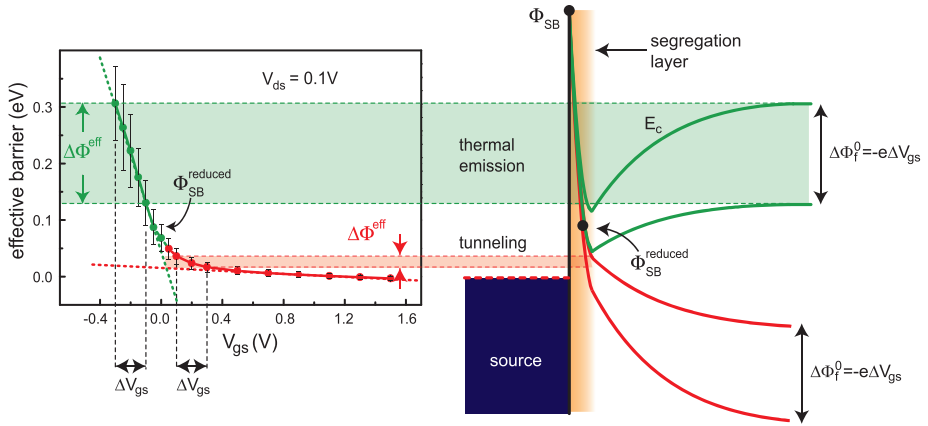 Φ_SB
segregation
layer
V_ds = 0.1V
effective barrier (eV)
0.3
0.2
0.1
0.0
ΔΦ^eff
Φ_SB^reduced
ΔΦ^eff
-0.4
0.0
0.4
0.8
1.2
1.6
V_gs (V)
ΔV_gs
ΔV_gs
thermal
emission
tunneling
E_c
Φ_SB^reduced
source
ΔΦ_f^0=-eΔV_gs
ΔΦ_f^0=-eΔV_gs